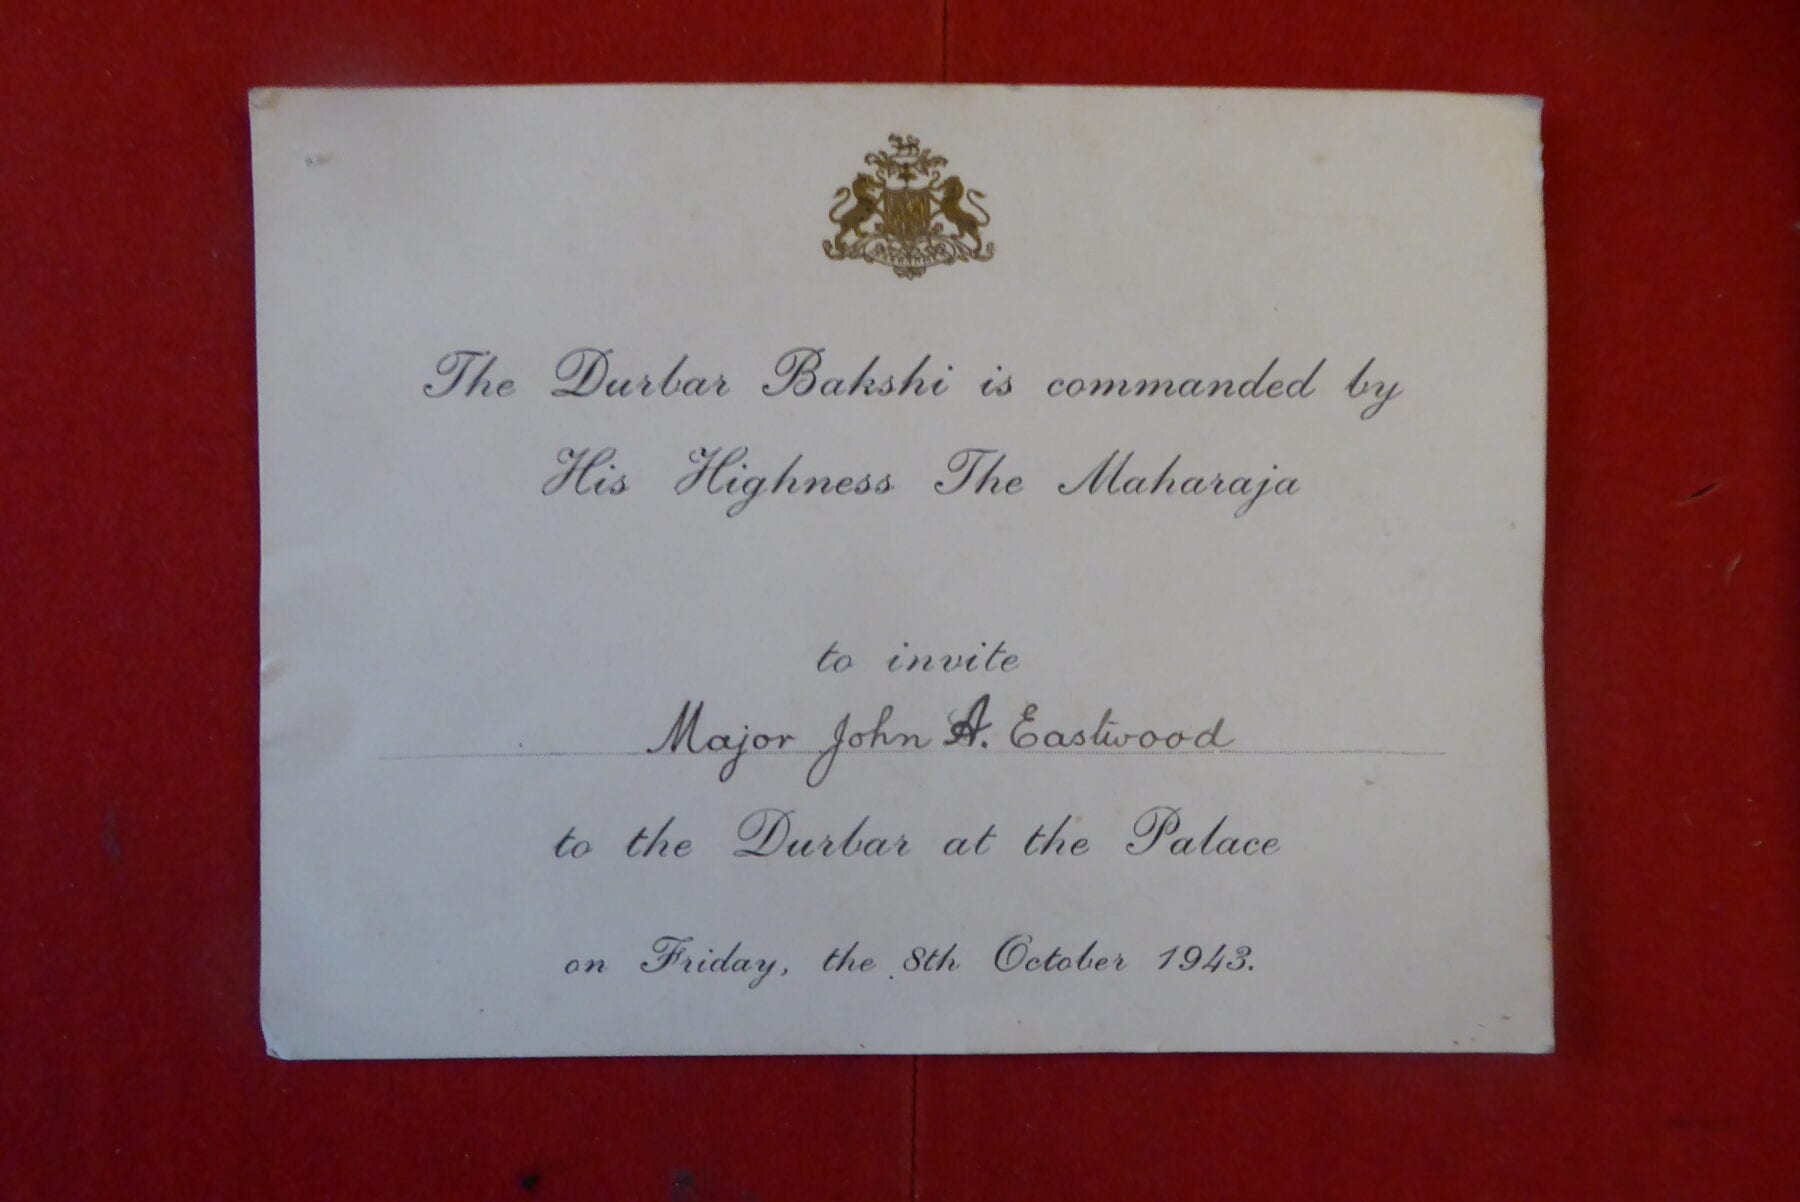 The Durbar Bakshi is commanded by
His Highness The Maharaja
to invite
Major John A. Eastwood
to the Durbar at the Palace
on Friday, the 8th October 1943.